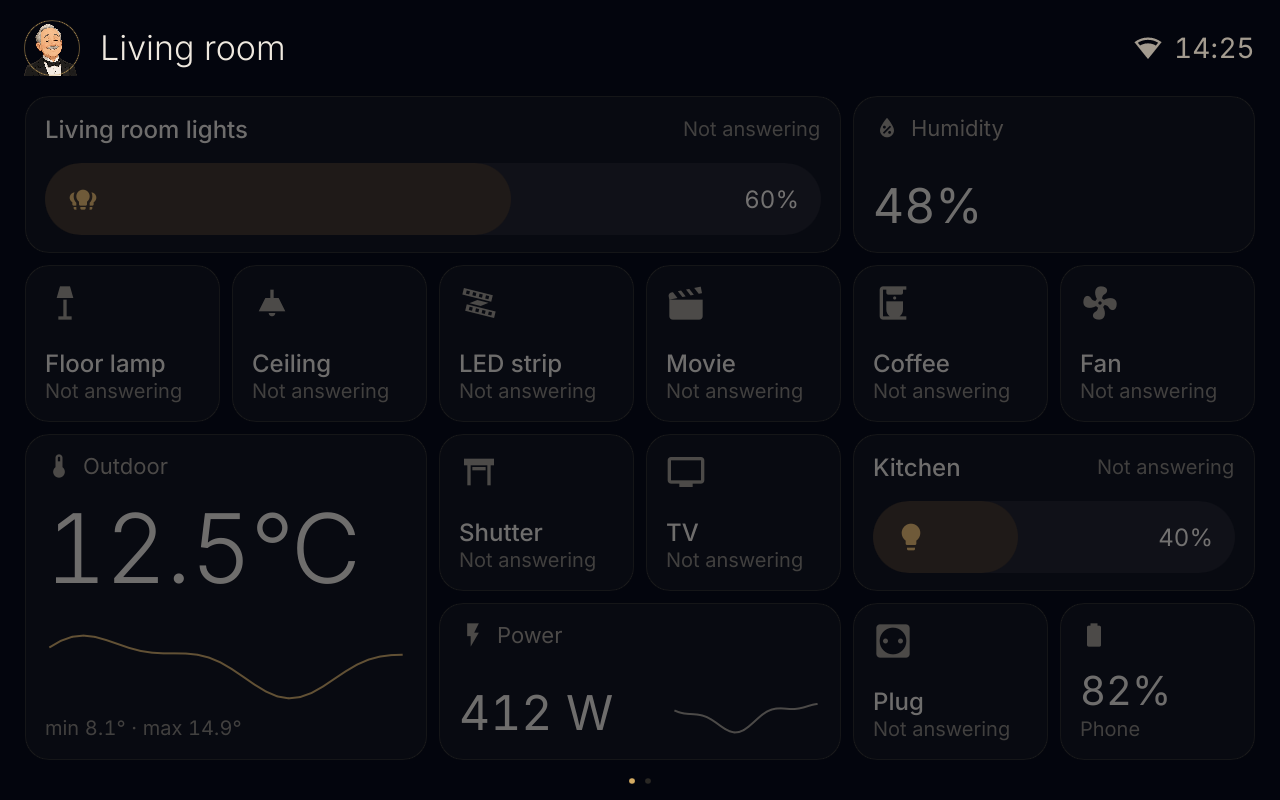 Living room
14:25
Living room lights
Not answering
60%
Humidity
48%
Floor lamp
Not answering
Ceiling
Not answering
LED strip
Not answering
Movie
Not answering
Coffee
Not answering
Fan
Not answering
Outdoor
12.5°C
min 8.1° · max 14.9°
Shutter
Not answering
TV
Not answering
Kitchen
Not answering
40%
Power
412 W
Plug
Not answering
82%
Phone